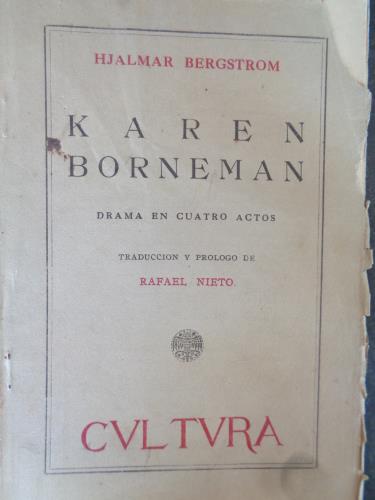 HJALMAR BERGSTROM
KAREN
BORNEMAN
DRAMA EN CUATRO ACTOS
TRADUCCION Y PROLOGO DE
RAFAEL NIETO.
CVLTVRA